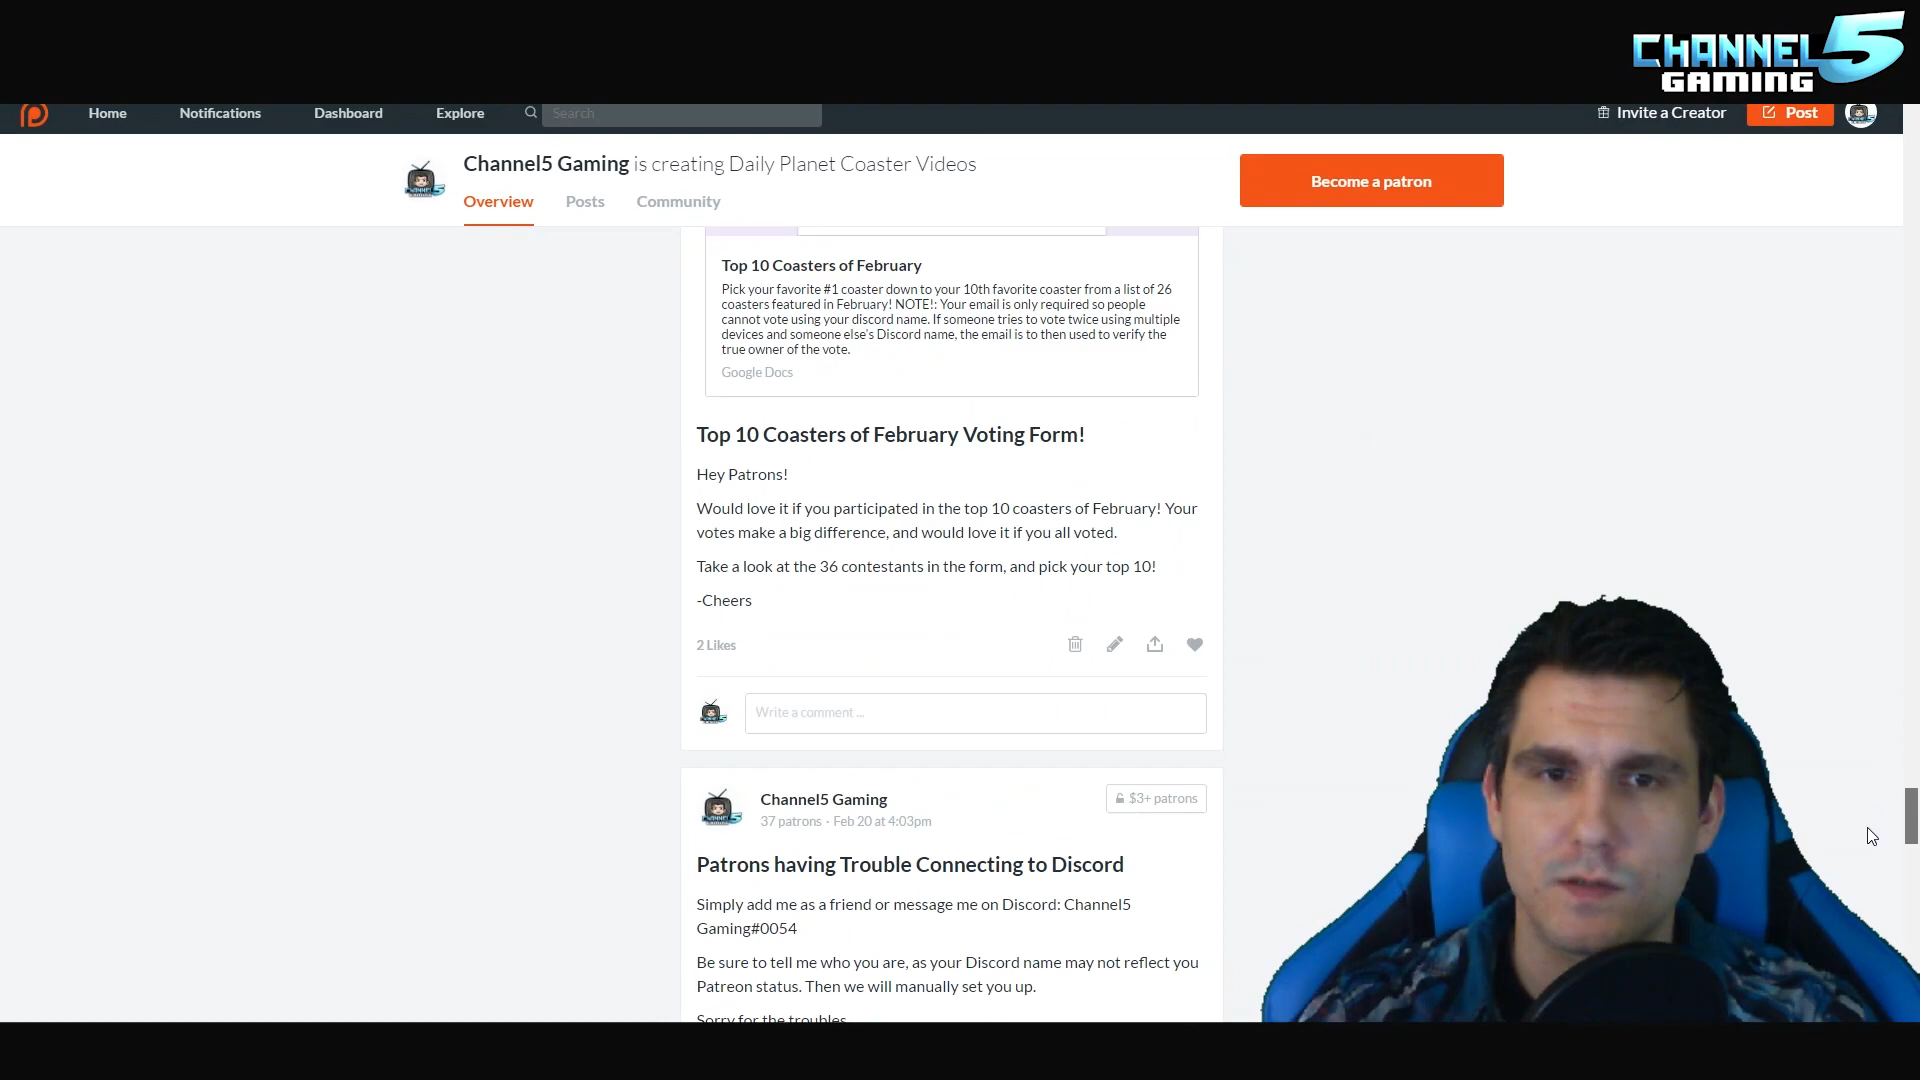 CHANNEL 5
GAMING
Home
Notifications
Dashboard
Explore
Search
Invite a Creator
Post
Channel5 Gaming is creating Daily Planet Coaster Videos
Become a patron
Overview
Posts
Community
Top 10 Coasters of February
Pick your favorite #1 coaster down to your 10th favorite coaster from a list of 26
coasters featured in February! NOTE!: Your email is only required so people
cannot vote using your discord name. If someone tries to vote twice using multiple
devices and someone else's Discord name, the email is to then used to verify the
true owner of the vote.
Google Docs
Top 10 Coasters of February Voting Form!
Hey Patrons!
Would love it if you participated in the top 10 coasters of February! Your
votes make a big difference, and would love it if you all voted.
Take a look at the 36 contestants in the form, and pick your top 10!
-Cheers
2 Likes
Write a comment ...
Channel5 Gaming
$3+ patrons
37 patrons · Feb 20 at 4:03pm
Patrons having Trouble Connecting to Discord
Simply add me as a friend or message me on Discord: Channel5
Gaming#0054
Be sure to tell me who you are, as your Discord name may not reflect you
Patreon status. Then we will manually set you up.
Sorry for the troubles